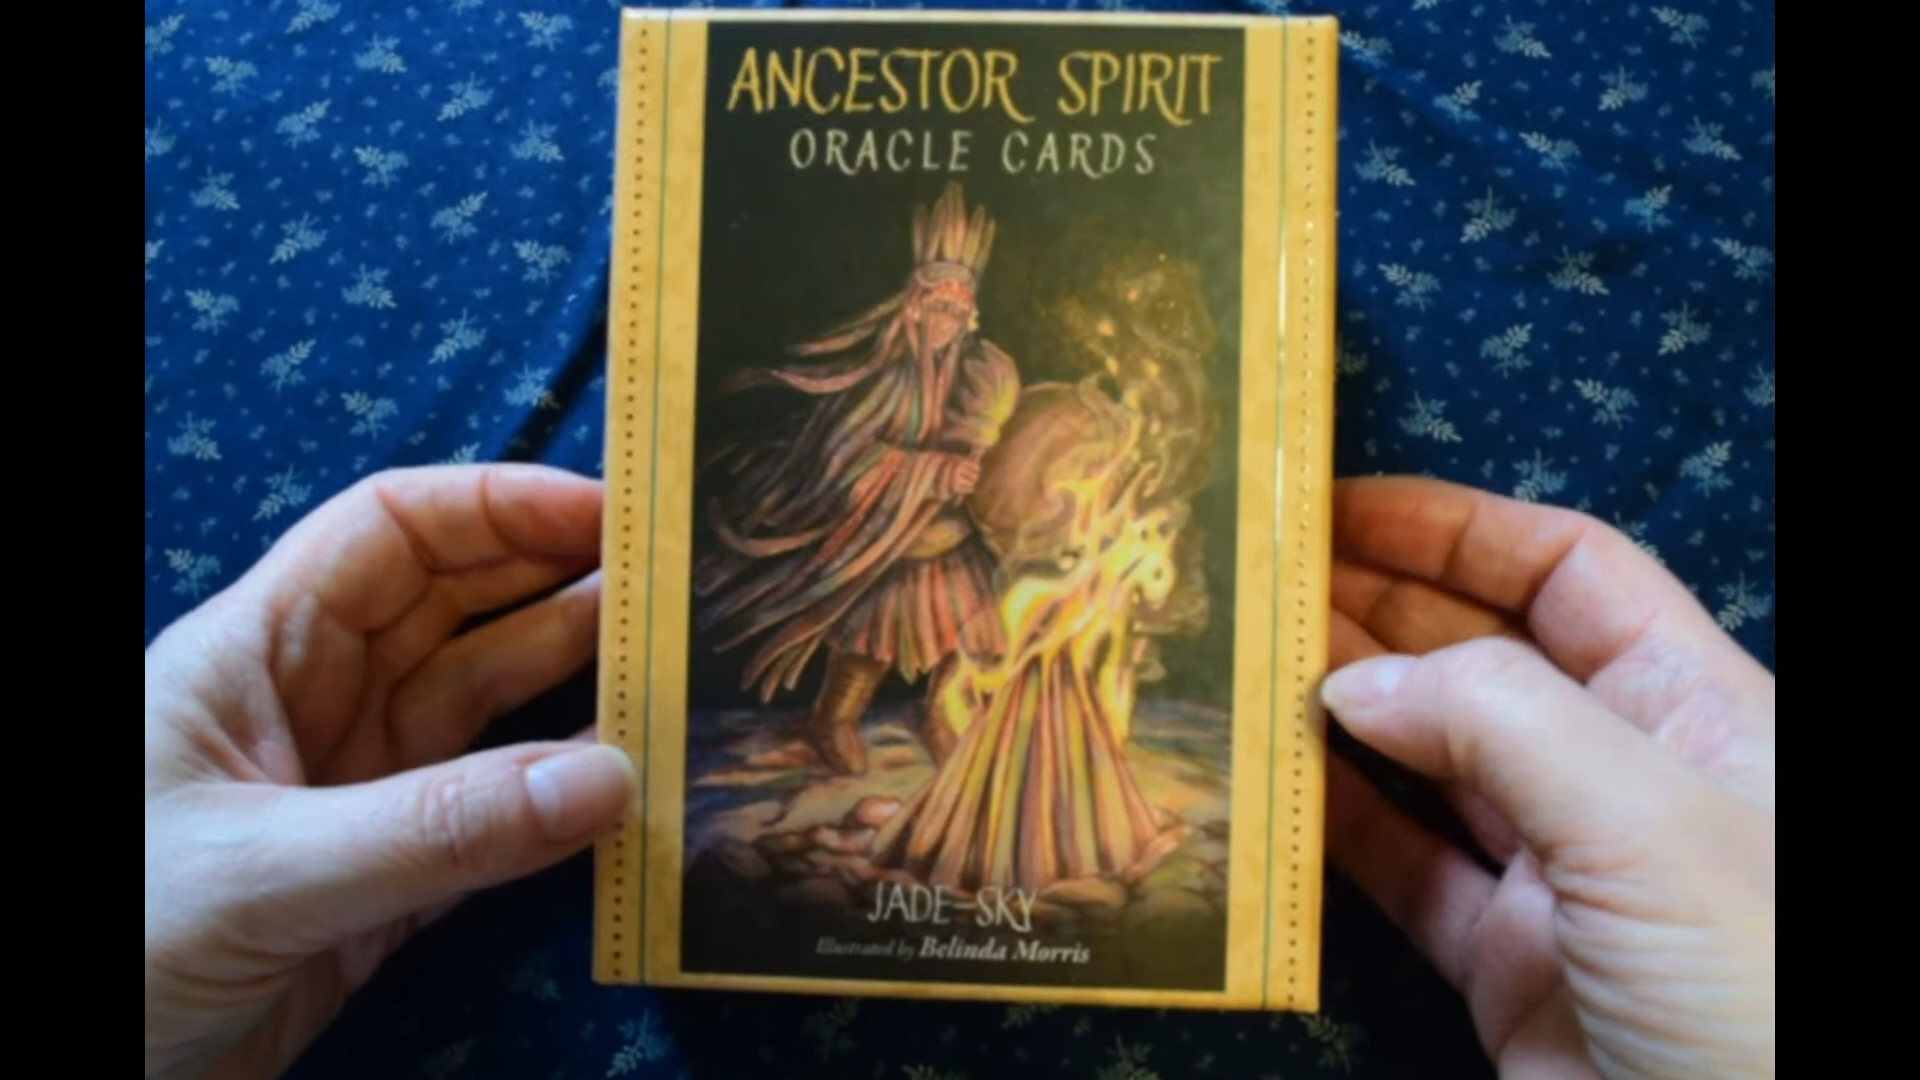 ANCESTOR SPIRIT
ORACLE CARDS
JADE-SKY
Illustrated by Belinda Morris